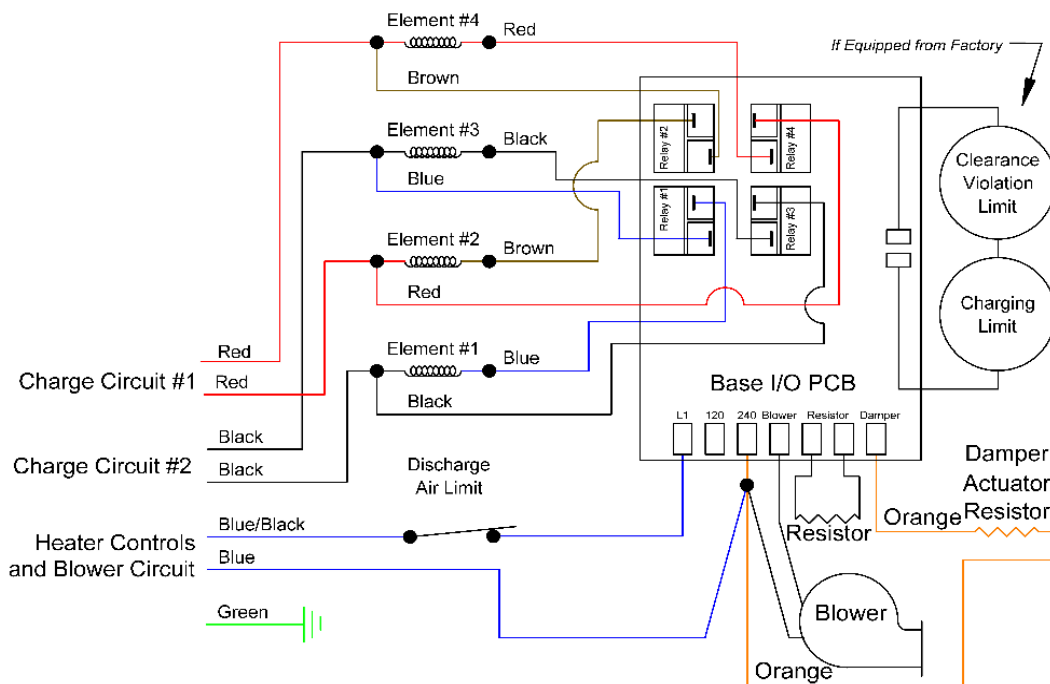 Element #4
Red
Brown
If Equipped from Factory
Element #3
Black
Blue
Relay #2
Relay #4
Relay #1
Relay #3
Clearance
Violation
Limit
Element #2
Brown
Red
Charging
Limit
Element #1
Blue
Black
Red
Charge Circuit #1
Red
Black
Charge Circuit #2
Black
Base I/O PCB
L1
120
240
Blower
Resistor
Damper
Discharge
Air Limit
Damper
Actuator
Resistor
Orange
Resistor
Blue/Black
Heater Controls
and Blower Circuit
Blue
Green
Blower
Orange